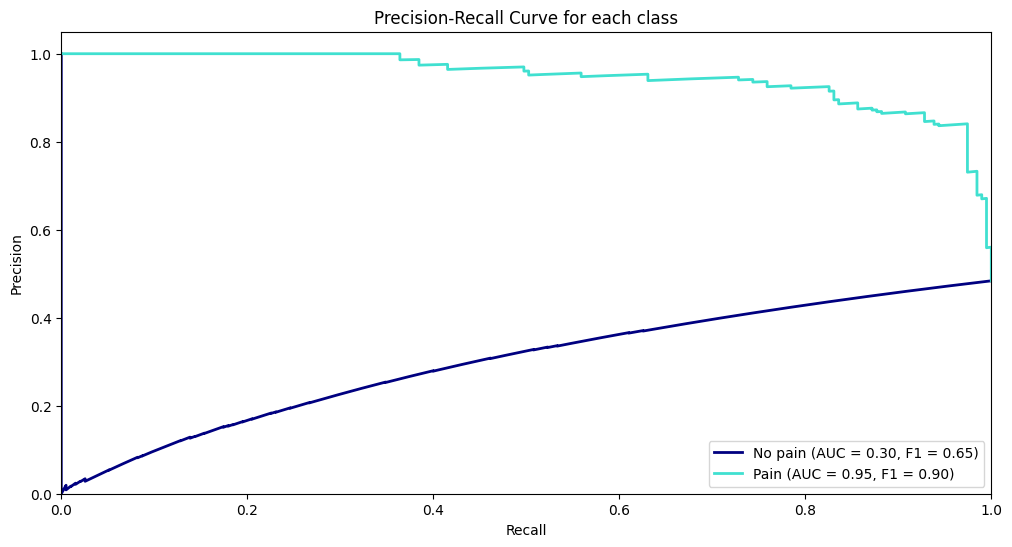 Precision-Recall Curve for each class
1.0
0.8
0.6
0.4
0.2
0.0
Precision
0.0 0.2 0.4 0.6 0.8 1.0
Recall
No pain (AUC = 0.30, F1 = 0.65)
Pain (AUC = 0.95, F1 = 0.90)